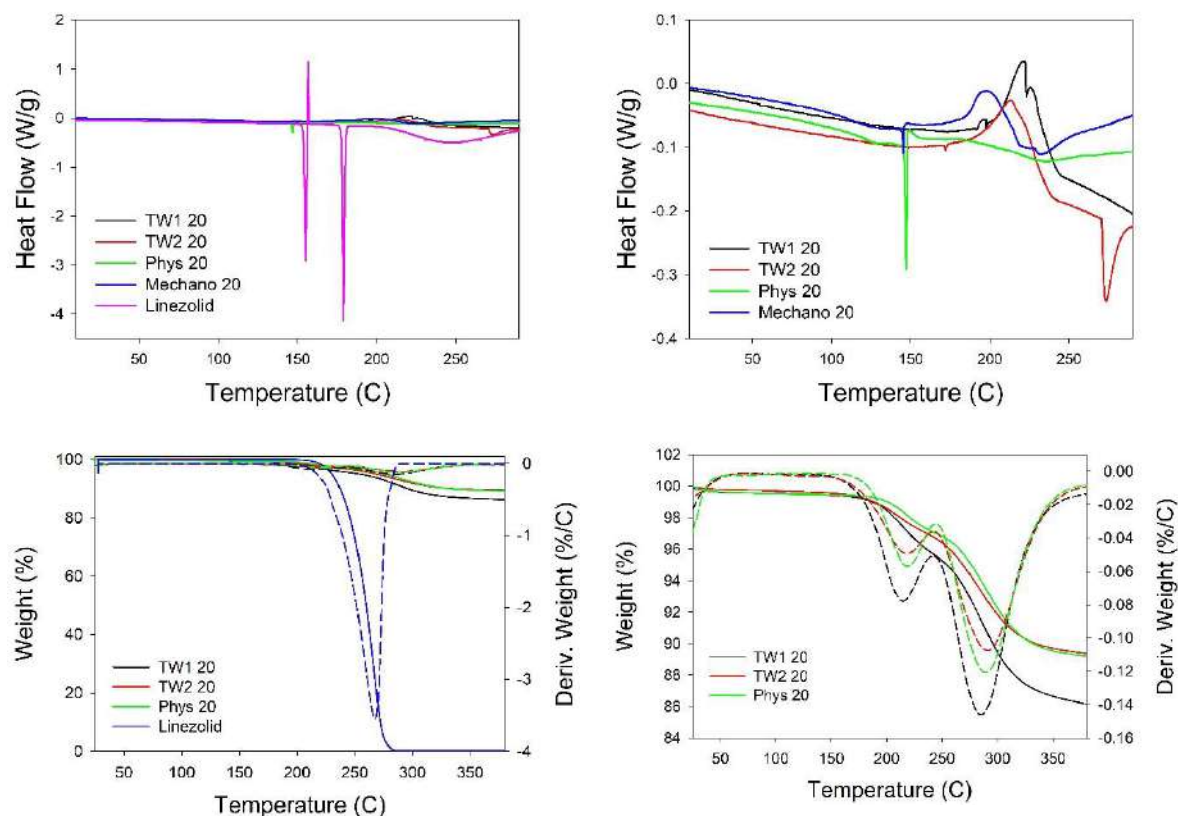 2
1
0
-1
-2
-3
-4
Heat Flow (W/g)
TW1 20
TW2 20
Phys 20
Mechano 20
Linezolid
50
100
150
200
250
Temperature (C)
0.0
-0.1
-0.2
-0.3
-0.4
Heat Flow (W/g)
TW1 20
TW2 20
Phys 20
Mechano 20
50
100
150
200
250
Temperature (C)
100
80
60
40
20
0
Weight (%)
TW1 20
TW2 20
Phys 20
Linezolid
0
-1
-2
-3
-4
Deriv. Weight (%/C)
50
100
150
200
250
300
350
Temperature (C)
102
100
98
96
94
92
90
88
86
84
Weight (%)
TW1 20
TW2 20
Phys 20
0.00
-0.02
-0.04
-0.06
-0.08
-0.10
-0.12
-0.14
-0.16
Deriv. Weight (%/C)
50
100
150
200
250
300
350
Temperature (C)